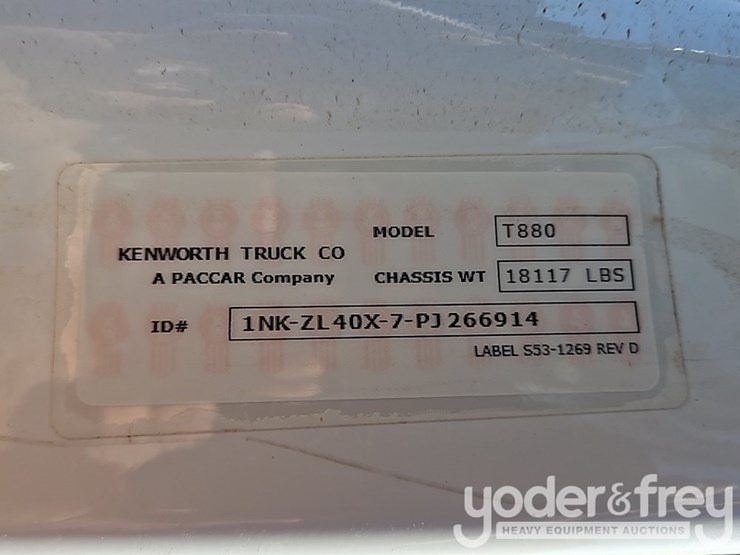 KENWORTH TRUCK CO
A PACCAR Company
MODEL T880
CHASSIS WT 18117 LBS
ID# 1NK-ZL40X-7-PJ266914
LABEL S53-1269 REV D
yoder&frey
HEAVY EQUIPMENT AUCTIONS